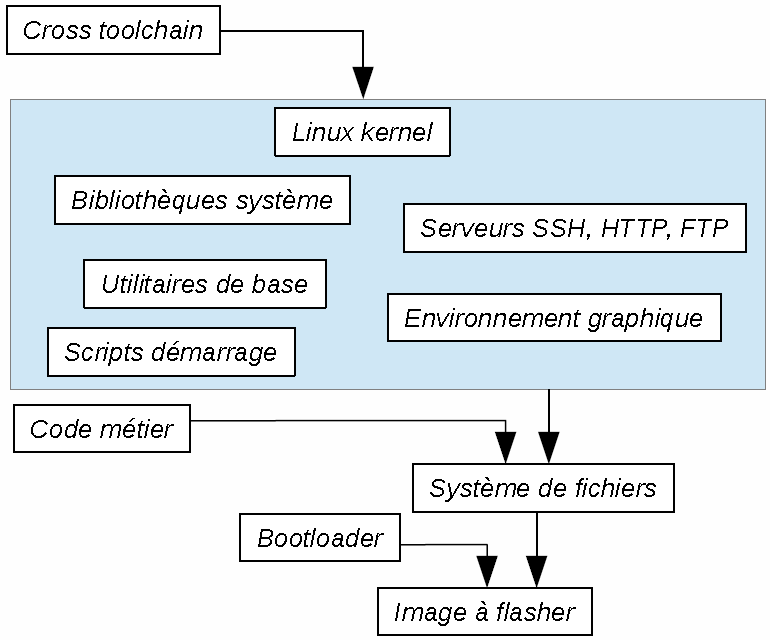 Cross toolchain
Linux kernel
Bibliothèques système
Serveurs SSH, HTTP, FTP
Utilitaires de base
Environnement graphique
Scripts démarrage
Code métier
Système de fichiers
Bootloader
Image à flasher